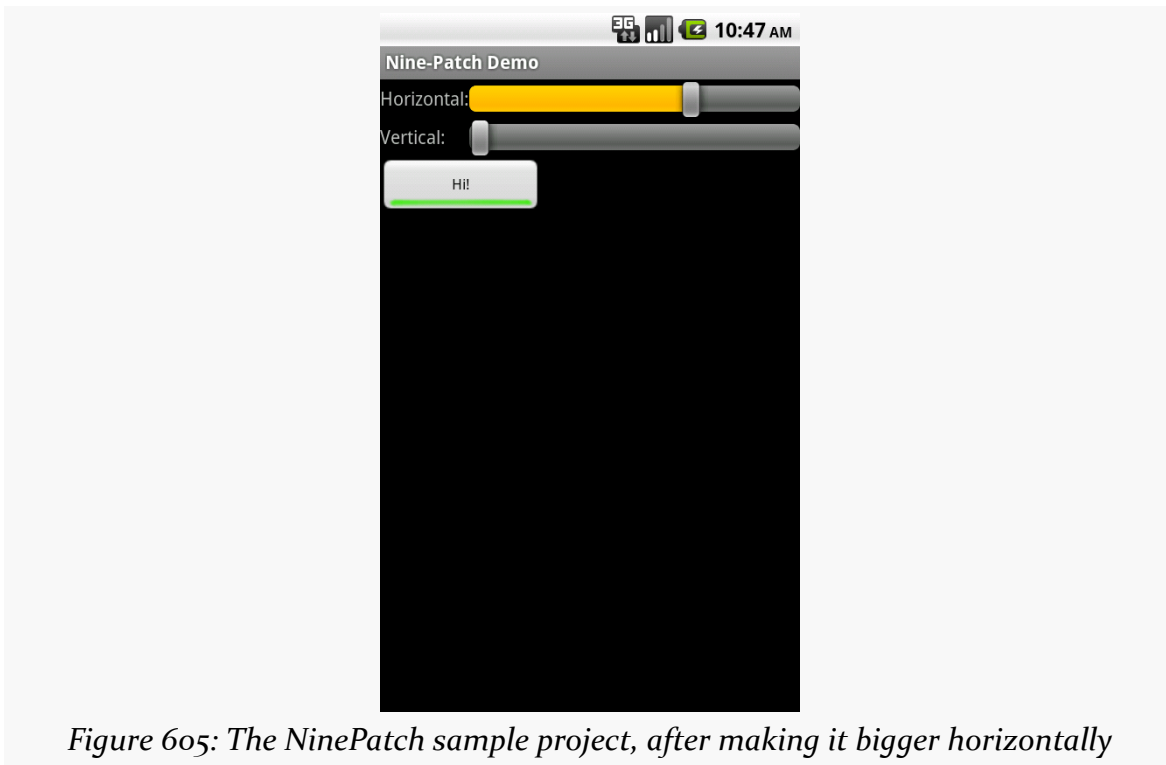 3G 10:47 AM
Nine-Patch Demo
Horizontal:
Vertical:
Hi!
Figure 605: The NinePatch sample project, after making it bigger horizontally